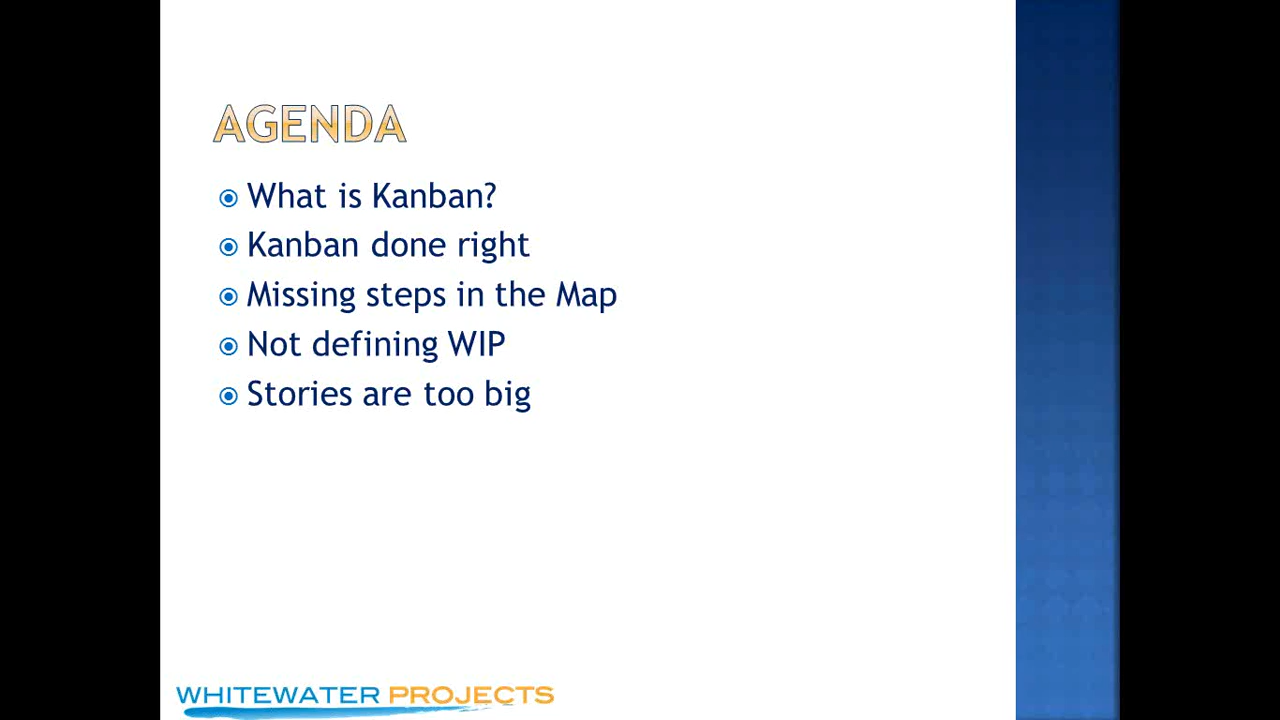 AGENDA
What is Kanban?
Kanban done right
Missing steps in the Map
Not defining WIP
Stories are too big
WHITEWATER PROJECTS